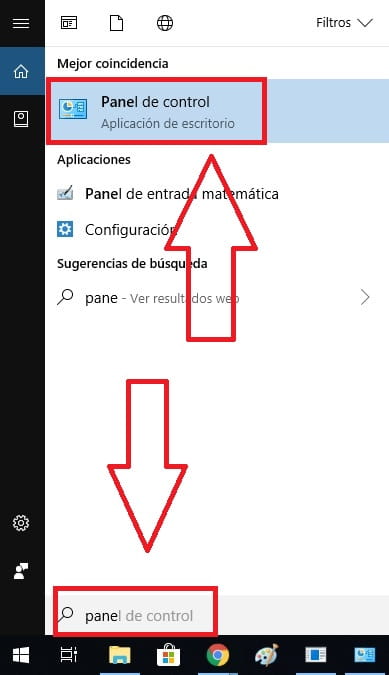 Filtros
Mejor coincidencia
Panel de control
Aplicación de escritorio
Aplicaciones
Panel de entrada matemática
Configuración
Sugerencias de búsqueda
pane - Ver resultados web
panel de control